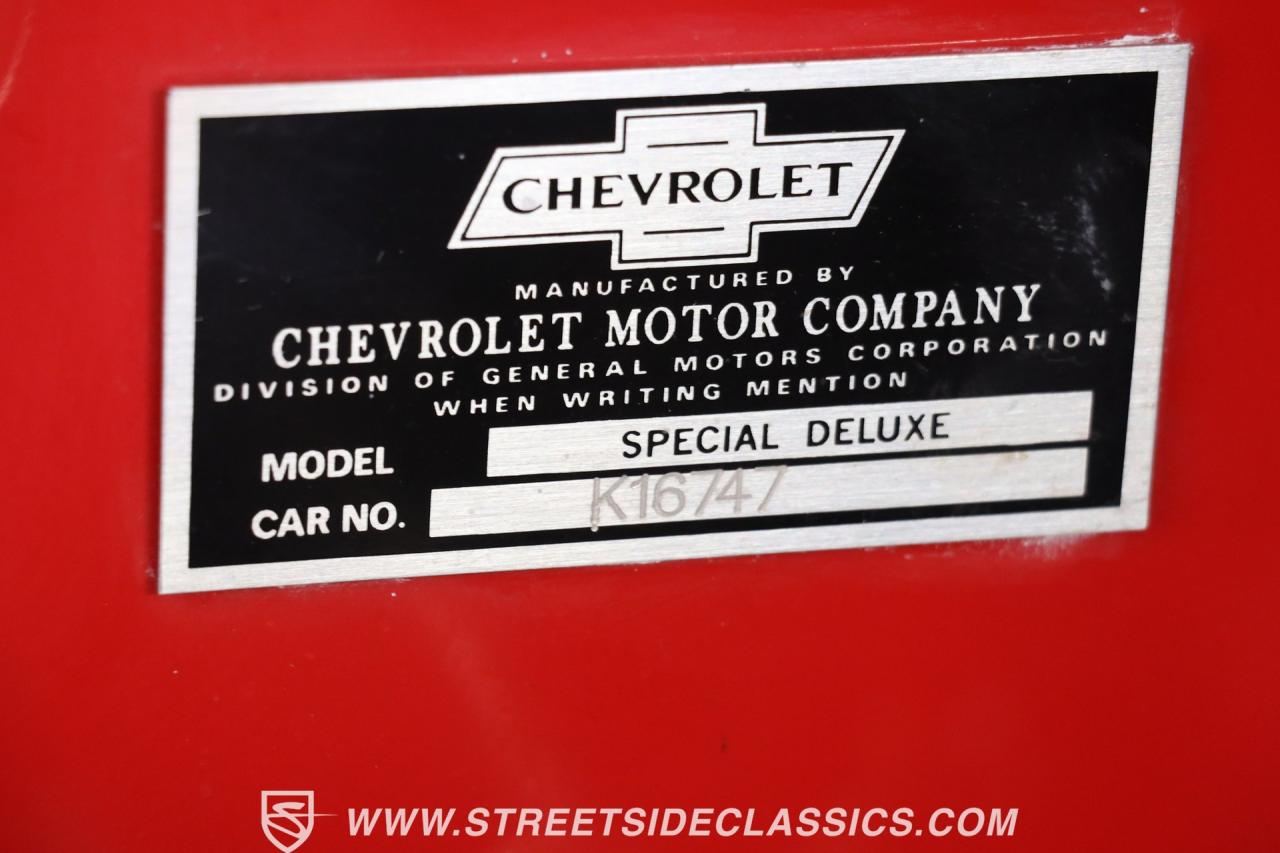 CHEVROLET
MANUFACTURED BY
CHEVROLET MOTOR COMPANY
DIVISION OF GENERAL MOTORS CORPORATION
WHEN WRITING MENTION
MODEL SPECIAL DELUXE
CAR NO. K16747
WWW.STREETSIDECLASSICS.COM